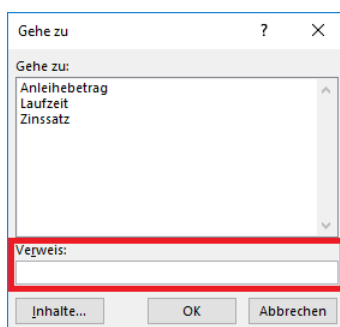 Gehe zu ? ×
Gehe zu:
Anleihebetrag
Laufzeit
Zinssatz
Verweis:
Inhalte... OK Abbrechen